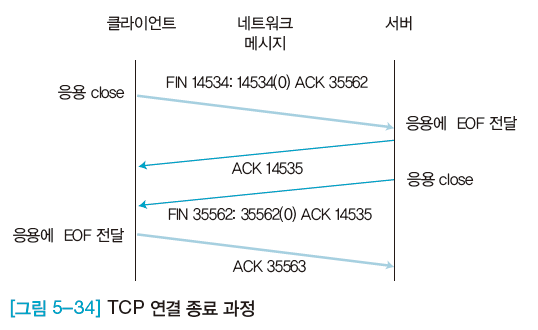 클라이언트
네트워크
메시지
서버
응용 close
FIN 14534: 14534(0) ACK 35562
응용에 EOF 전달
ACK 14535
응용 close
FIN 35562: 35562(0) ACK 14535
응용에 EOF 전달
ACK 35563
[그림 5-34] TCP 연결 종료 과정